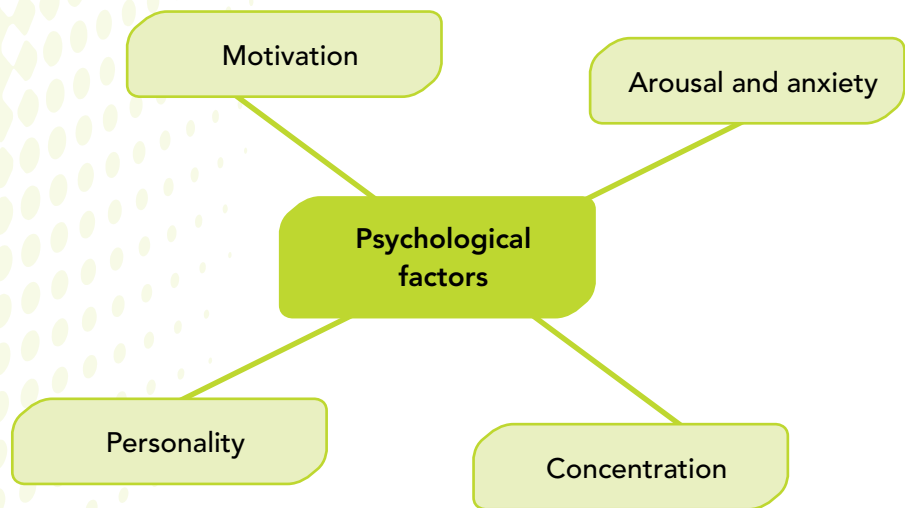 Motivation
Arousal and anxiety
Psychological
factors
Personality
Concentration